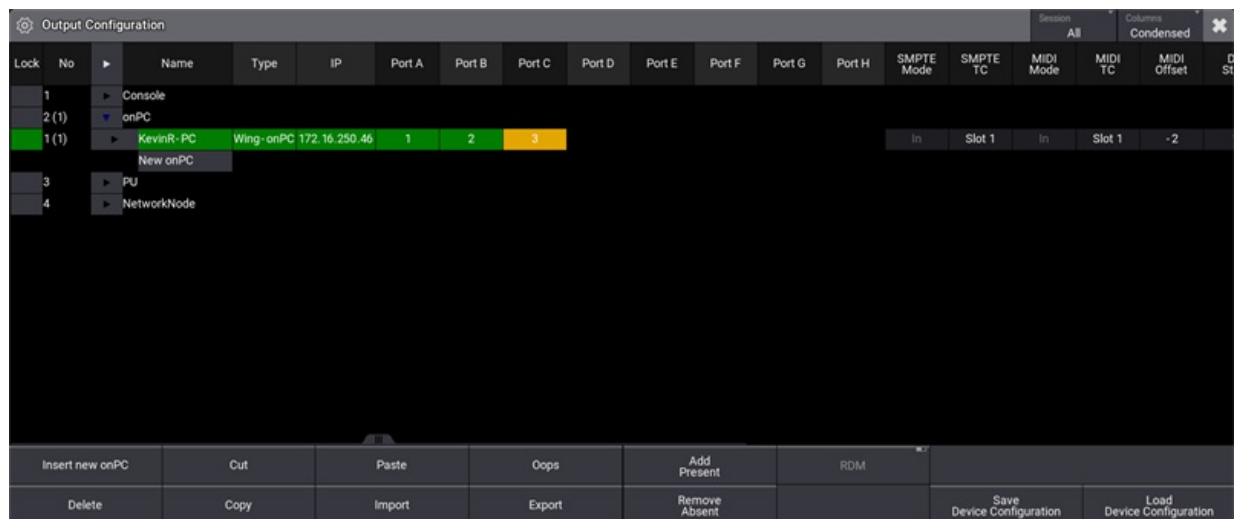 Output Configuration
Session
All
Columns
Condensed
Lock No Name Type IP Port A Port B Port C Port D Port E Port F Port G Port H SMPTE Mode SMPTE TC MIDI Mode MIDI TC MIDI Offset D St
1 Console
2 (1) onPC
1 (1) KevinR-PC Wing-onPC 172.16.250.46 1 2 3 In Slot 1 In Slot 1 -2
New onPC
3 PU
4 NetworkNode
Insert new onPC Cut Paste Oops Add Present RDM
Delete Copy Import Export Remove Absent Save Device Configuration Load Device Configuration